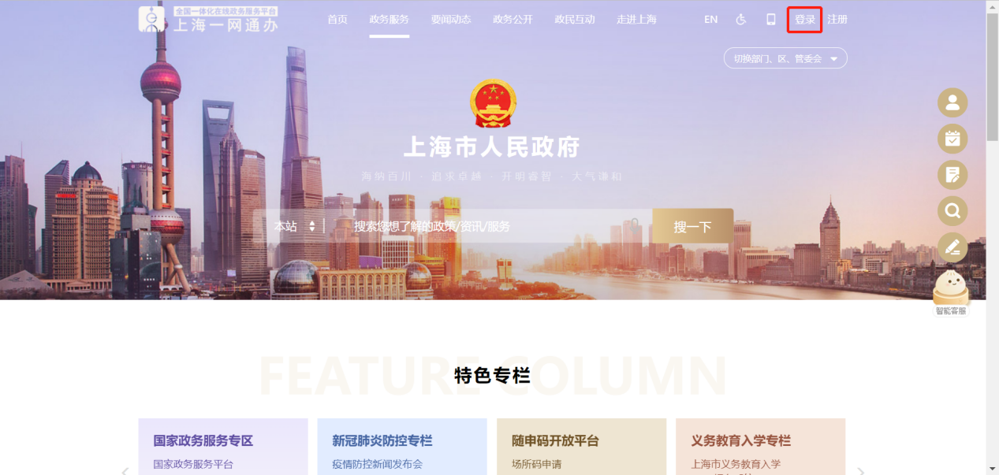 全国一体化在线政务服务平台
上海一网通办
首页 政务服务 要闻动态 政务公开 政民互动 走进上海 EN 登录 注册
切换部门、区、管委会
上海市人民政府
海纳百川 · 追求卓越 · 开明睿智 · 大气谦和
本站 搜索您想了解的政策/资讯/服务 搜一下
智能客服
FEATURE COLUMN
特色专栏
国家政务服务专区 新冠肺炎防控专栏 随申码开放平台 义务教育入学专栏
国家政务服务平台 疫情防控新闻发布会 场所码申请 上海市义务教育入学